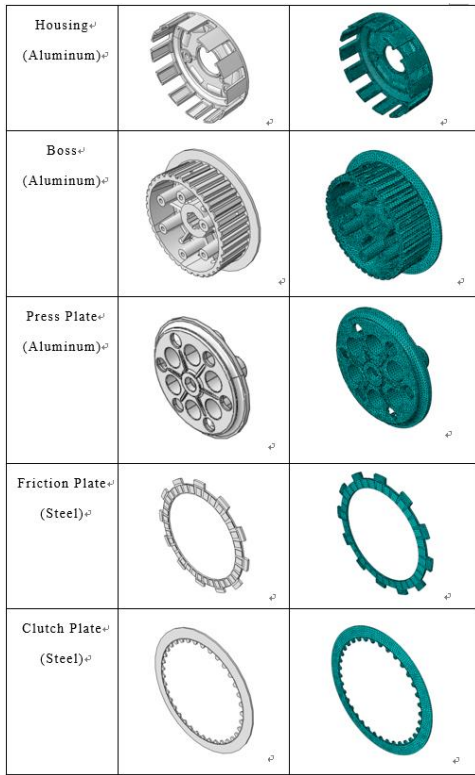 Housing
(Aluminum)
Boss
(Aluminum)
Press Plate
(Aluminum)
Friction Plate
(Steel)
Clutch Plate
(Steel)